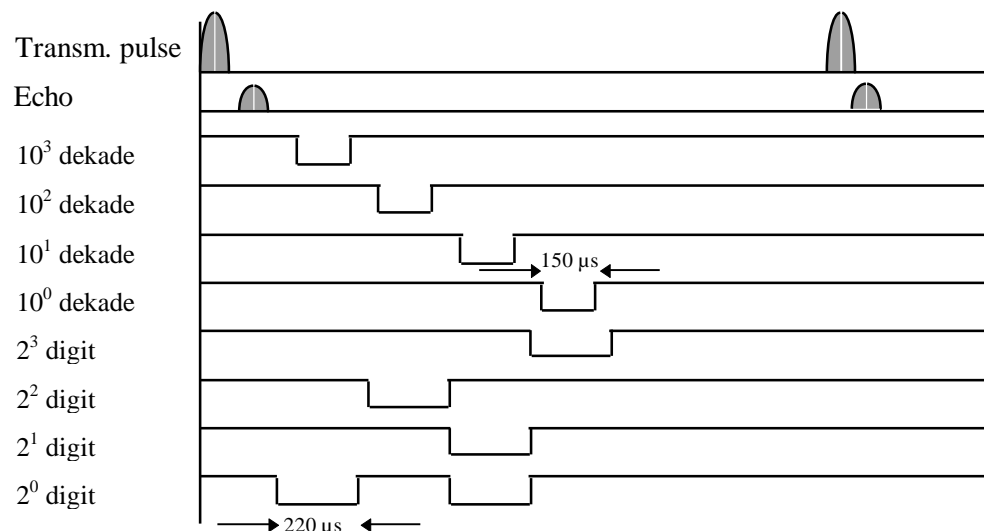 Transm. pulse
Echo
10³ dekade
10² dekade
10¹ dekade
150 µs
10⁰ dekade
2³ digit
2² digit
2¹ digit
2⁰ digit
220 µs